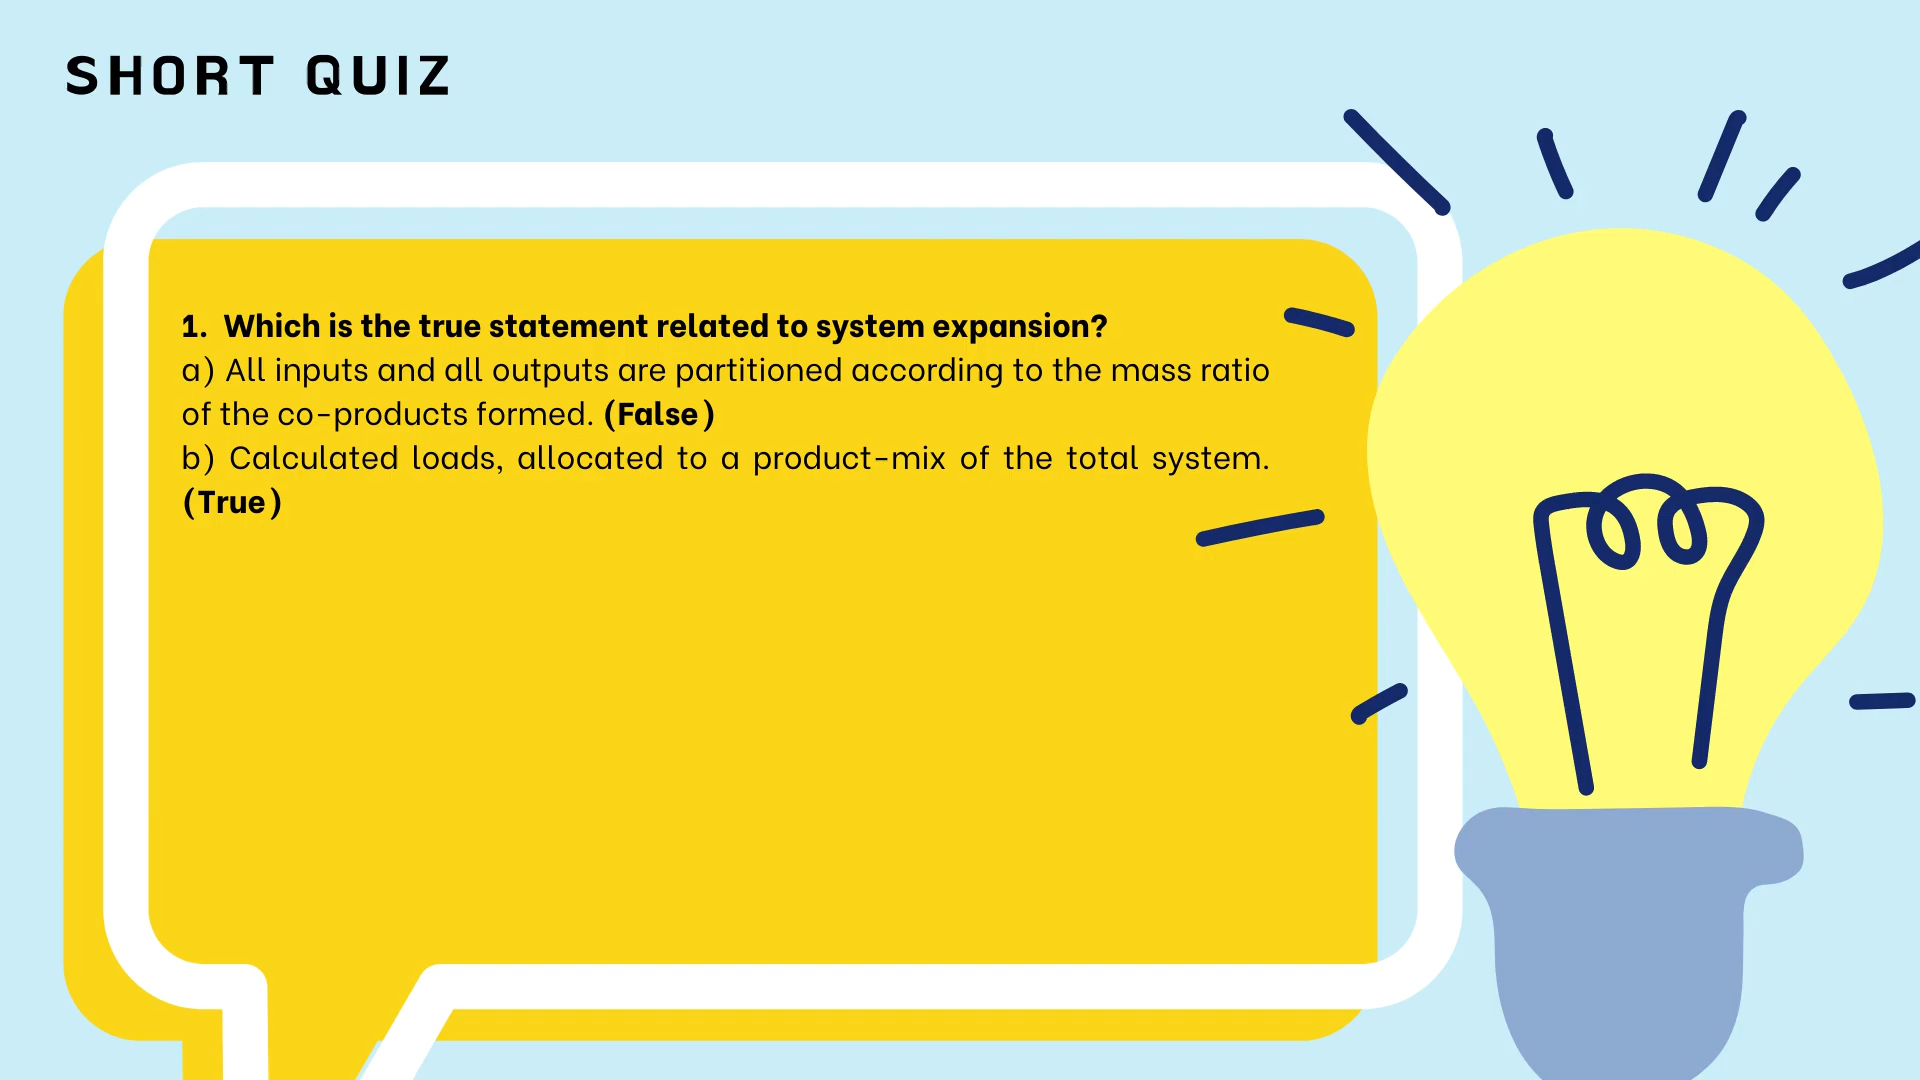 SHORT QUIZ
1. Which is the true statement related to system expansion?
a) All inputs and all outputs are partitioned according to the mass ratio
of the co-products formed. (False)
b) Calculated loads, allocated to a product-mix of the total system.
(True)